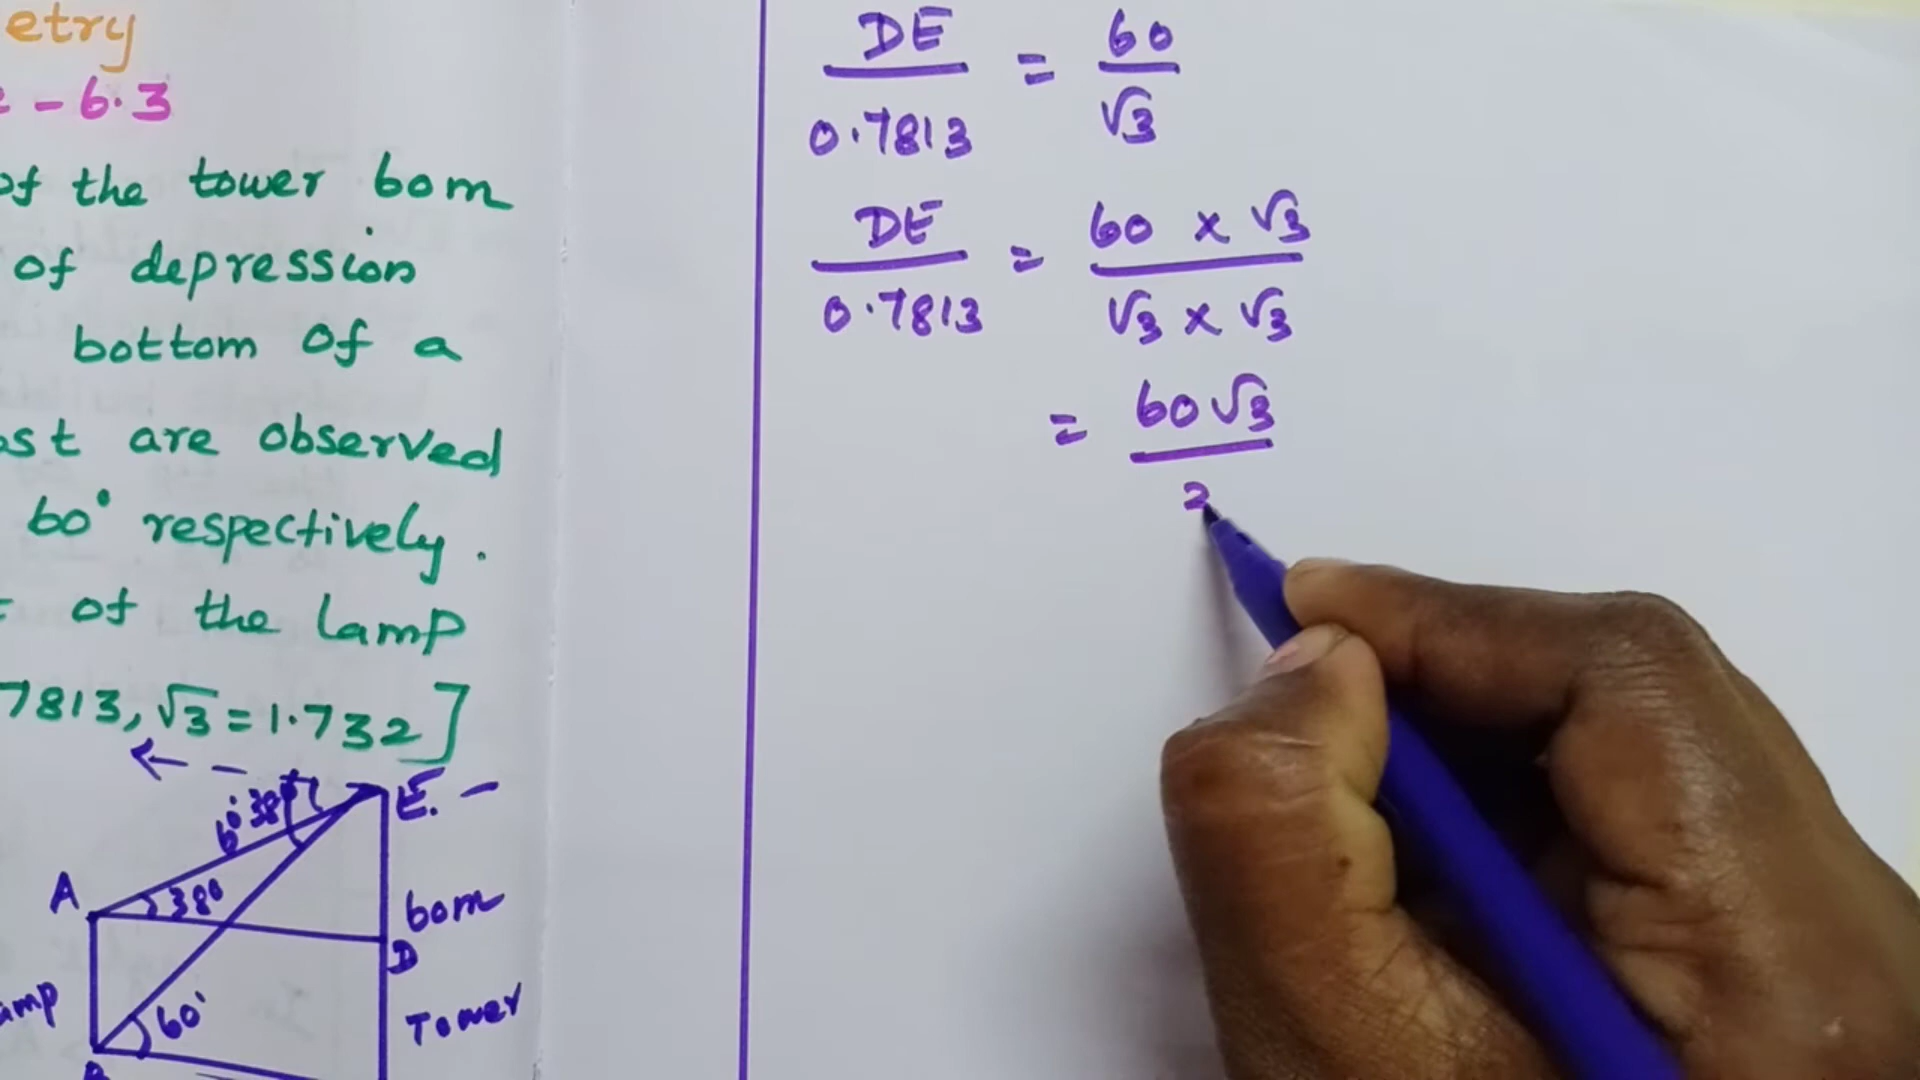 etry
- 6.3
of the tower 60m
of depression
bottom of a
ost are observed
60° respectively.
of the lamp
7813, √3 = 1.732]
60° 38° E.
A 38° 60m
D
amp 60° Tower
B
DE / 0.7813 = 60 / √3
DE / 0.7813 = 60 × √3 / √3 × √3
= 60√3 / 3